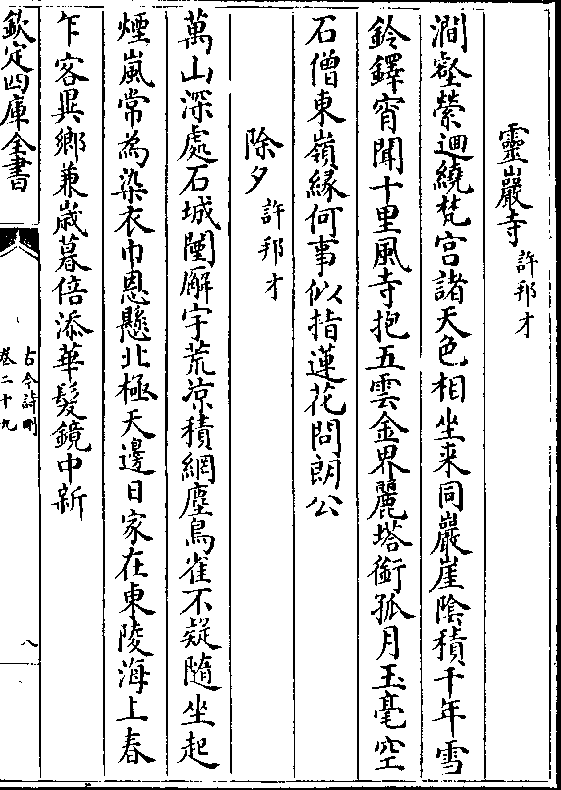 靈巖寺許邦才
澗壑縈迴繞梵宮諸天色相坐来同巖崖陰積千年雪
鈴鐸宵聞十里風寺抱五雲金界麗塔銜孤月玉毫空
石僧東嶺緣何事似指蓮花問朗公
除夕許邦才
萬山深處石城闉廨宇荒凉積網塵鳥雀不疑隨坐起
煙嵐常為染衣巾恩懸北極天邊日家在東陵海上春
乍客異鄉兼歲暮倍添華髮鏡中新
欽定四庫全書
古今詩刪
卷二十九
八